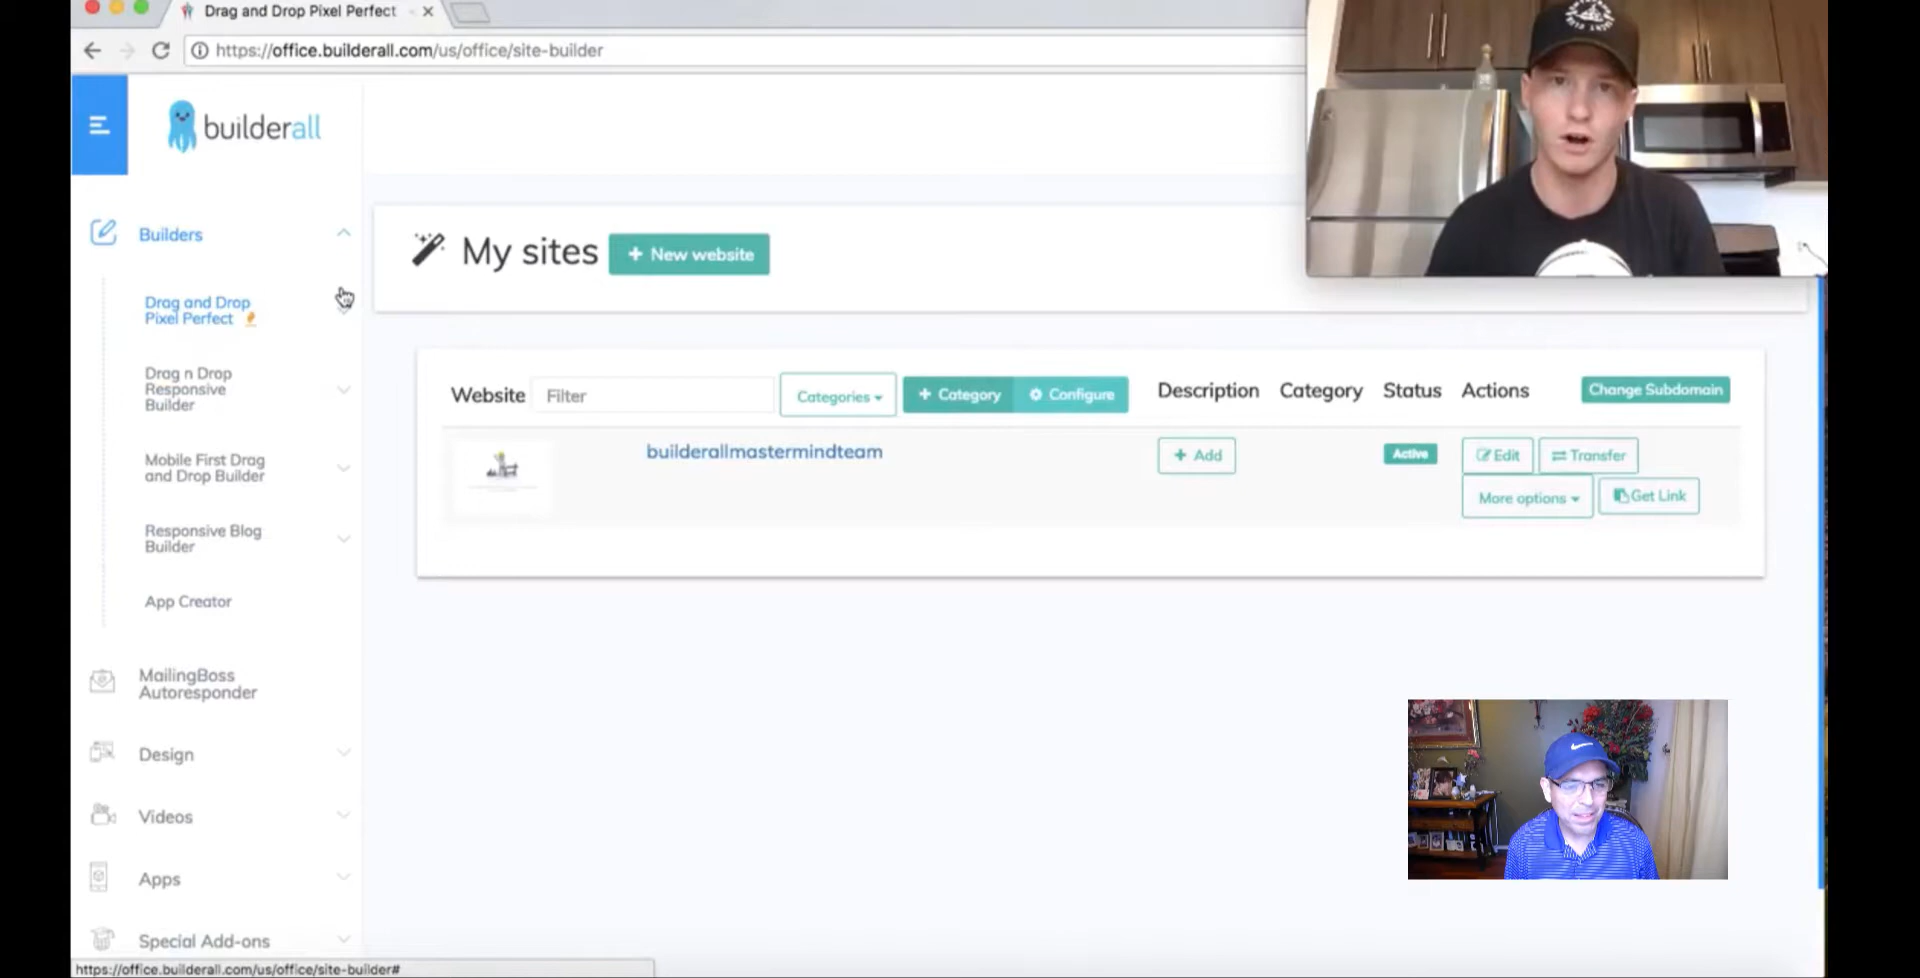 Drag and Drop Pixel Perfect
https://office.builderall.com/us/office/site-builder
builderall
Builders
Drag and Drop
Pixel Perfect
Drag n Drop
Responsive
Builder
Mobile First Drag
and Drop Builder
Responsive Blog
Builder
App Creator
MailingBoss
Autoresponder
Design
Videos
Apps
Special Add-ons
My sites
+ New website
Website
Filter
Categories
+ Category
Configure
Description
Category
Status
Actions
Change Subdomain
builderallmastermindteam
+ Add
Active
Edit
Transfer
More options
Get Link
https://office.builderall.com/us/office/site-builder#